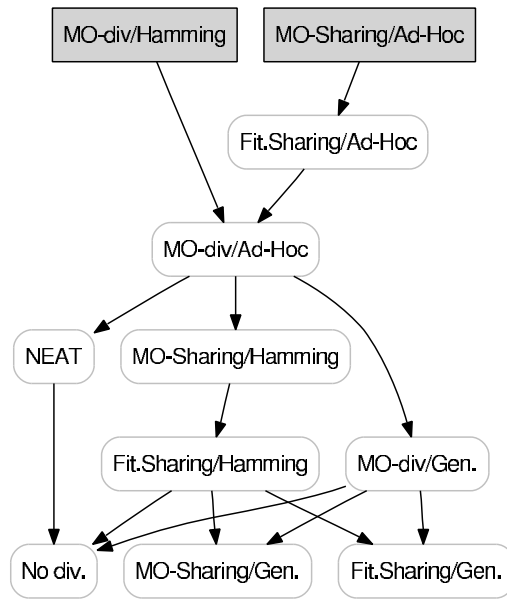 MO-div/Hamming
MO-Sharing/Ad-Hoc
Fit.Sharing/Ad-Hoc
MO-div/Ad-Hoc
NEAT
MO-Sharing/Hamming
Fit.Sharing/Hamming
MO-div/Gen.
No div.
MO-Sharing/Gen.
Fit.Sharing/Gen.